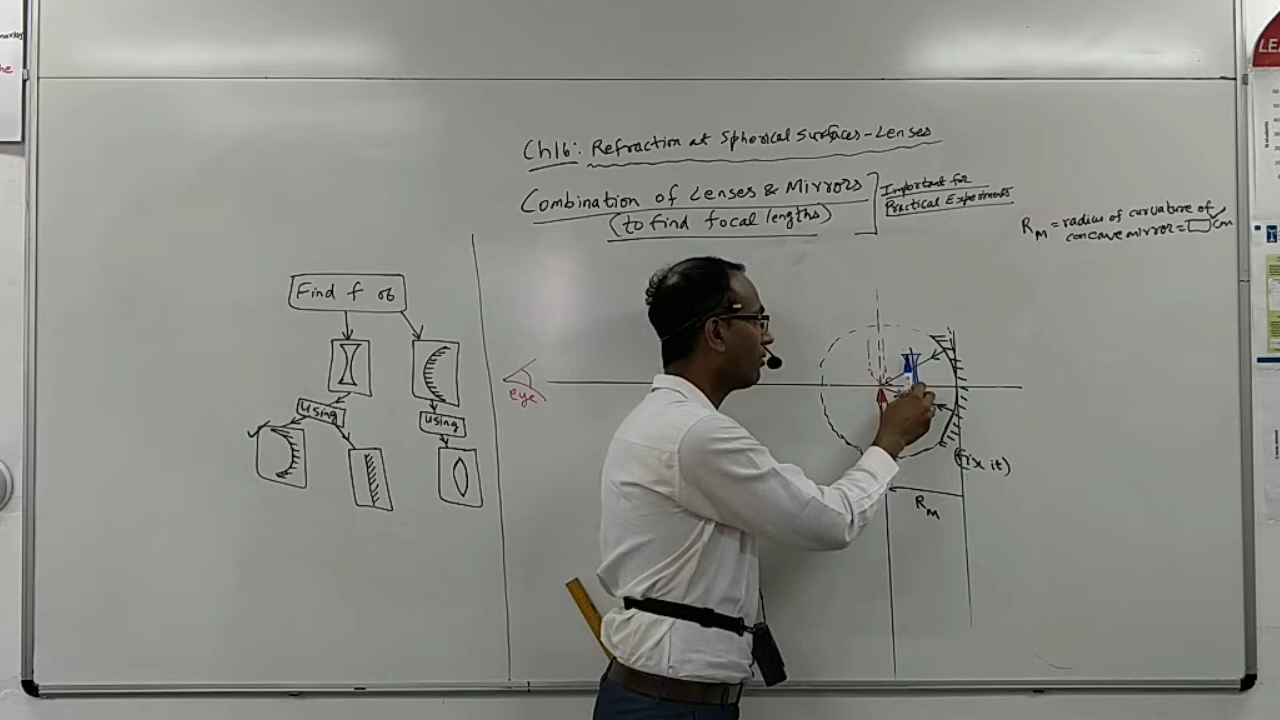 Ch16: Refraction at Spherical Surfaces-Lenses
Combination of Lenses & Mirrors
(to find focal lengths)
Important for
Practical Experiments
R_M = radius of curvature of
concave mirror = □ cm
Find f of
using
using
eye
(Fix it)
R_M
LEA